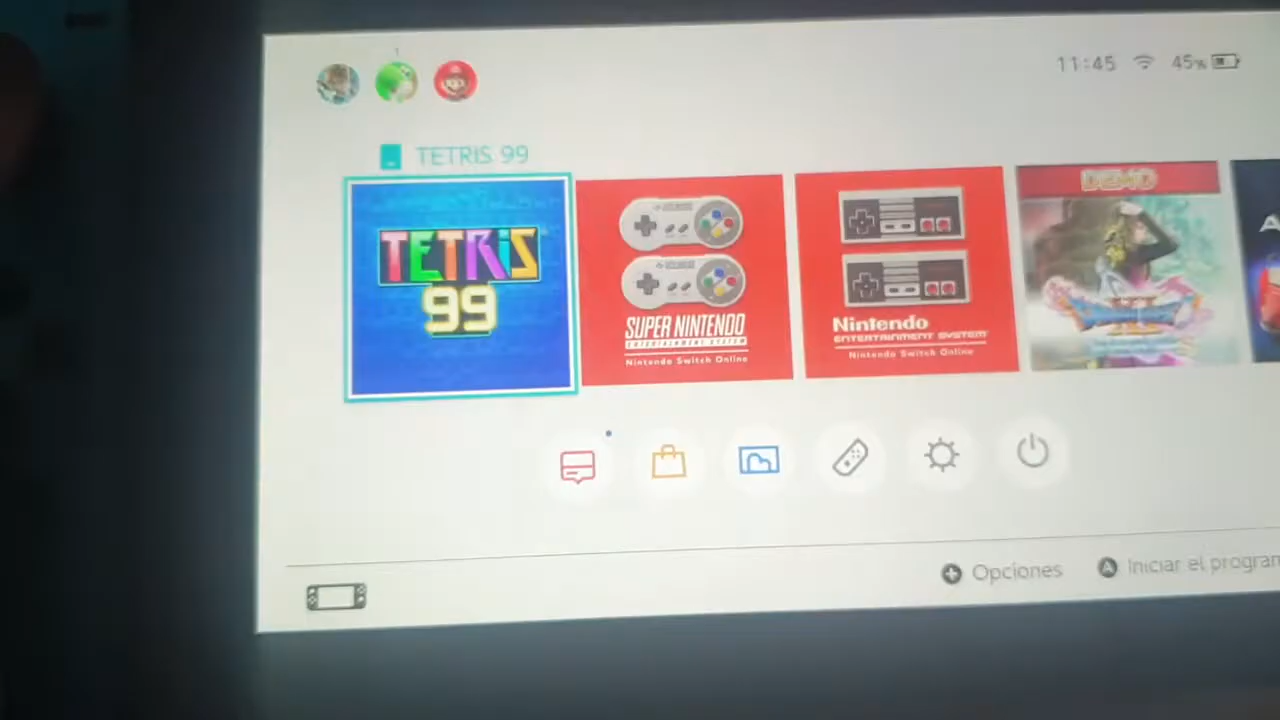 11:45
45%
TETRIS 99
TETRIS
99
SUPER NINTENDO
ENTERTAINMENT SYSTEM
Nintendo Switch Online
Nintendo
ENTERTAINMENT SYSTEM
Nintendo Switch Online
DEMO
Opciones
A Iniciar el program